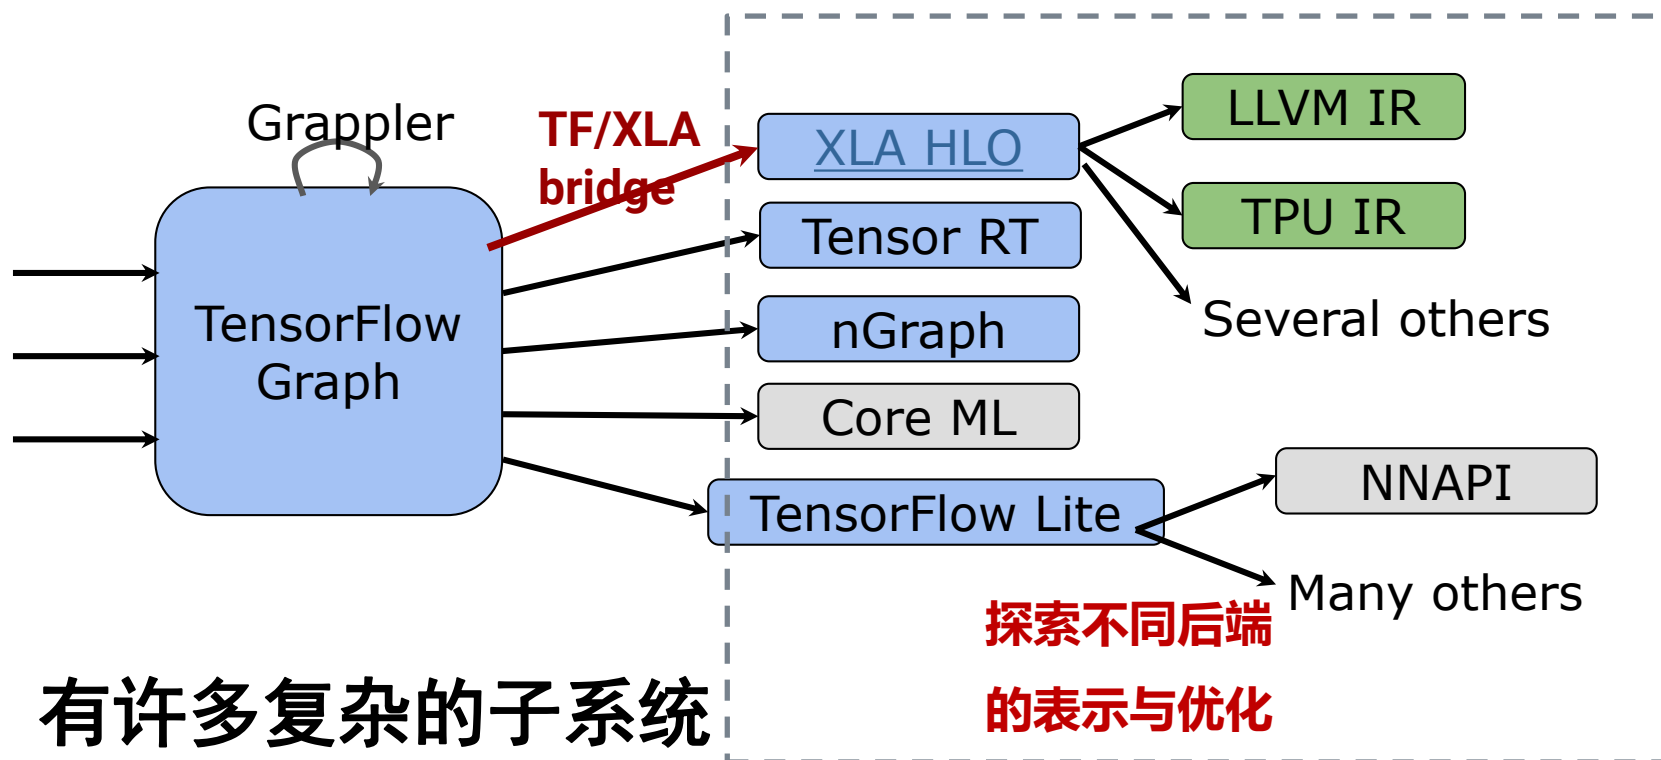 Grappler
TF/XLA
bridge
TensorFlow
Graph
XLA HLO
Tensor RT
nGraph
Core ML
TensorFlow Lite
LLVM IR
TPU IR
Several others
NNAPI
Many others
探索不同后端
的表示与优化
有许多复杂的子系统